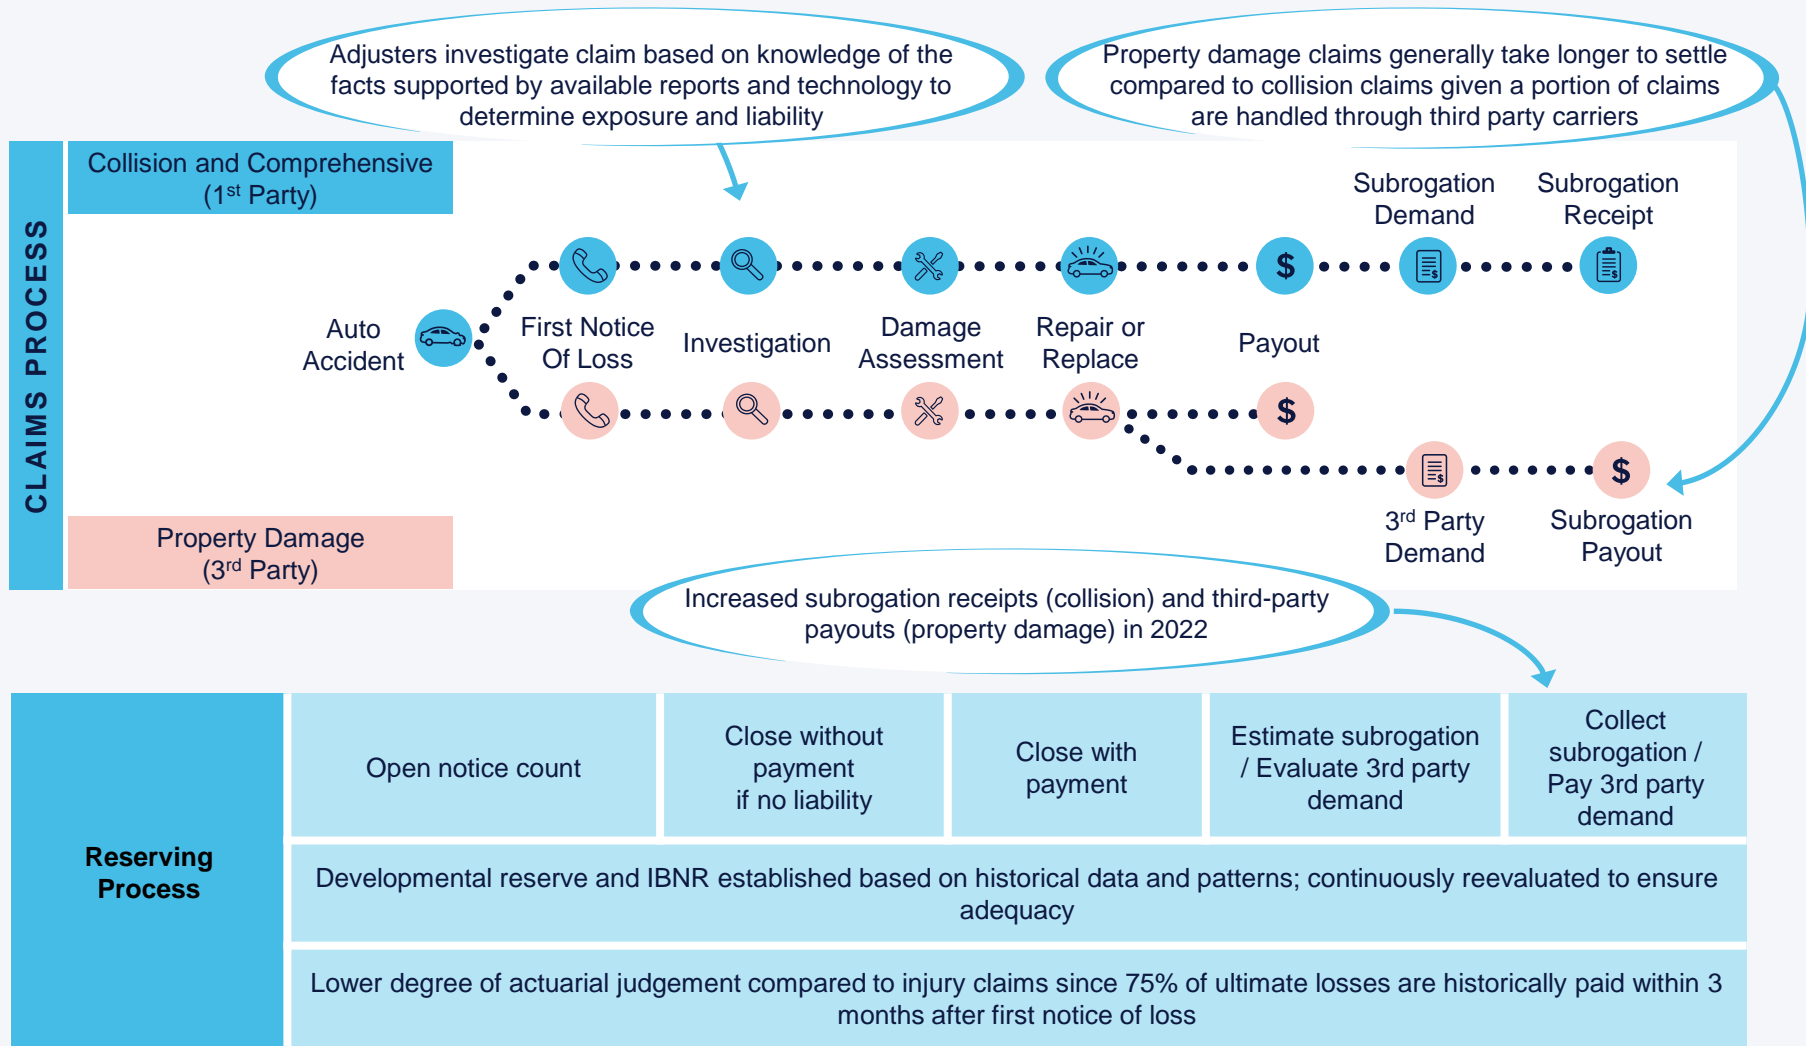 Adjusters investigate claim based on knowledge of the
facts supported by available reports and technology to
determine exposure and liability
Property damage claims generally take longer to settle
compared to collision claims given a portion of claims
are handled through third party carriers
CLAIMS PROCESS
Collision and Comprehensive
(1st Party)
Subrogation
Demand
Subrogation
Receipt
$
Auto
Accident
First Notice
Of Loss
Investigation
Damage
Assessment
Repair or
Replace
Payout
$
$
3rd Party
Demand
Subrogation
Payout
Property Damage
(3rd Party)
Increased subrogation receipts (collision) and third-party
payouts (property damage) in 2022
Reserving
Process
Open notice count
Close without
payment
if no liability
Close with
payment
Estimate subrogation
/ Evaluate 3rd party
demand
Collect
subrogation /
Pay 3rd party
demand
Developmental reserve and IBNR established based on historical data and patterns; continuously reevaluated to ensure
adequacy
Lower degree of actuarial judgement compared to injury claims since 75% of ultimate losses are historically paid within 3
months after first notice of loss